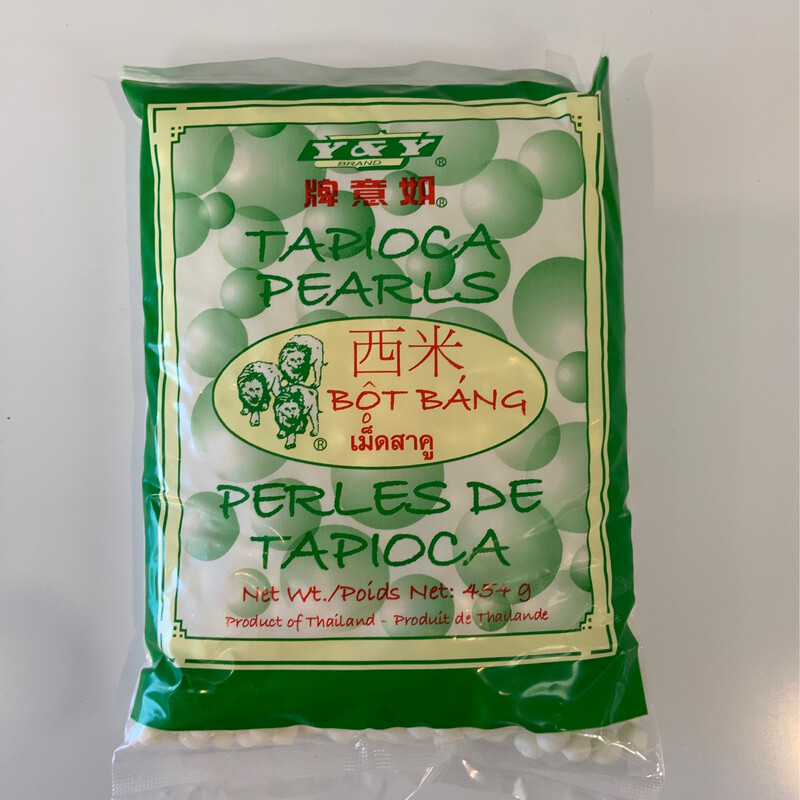 Y & Y
BRAND ®
牌意如®
TAPIOCA
PEARLS
西米
BỘT BÁNG
เม็ดสาคู
®
PERLES DE
TAPIOCA
Net Wt./Poids Net: 454 g
Product of Thailand - Produit de Thaïlande